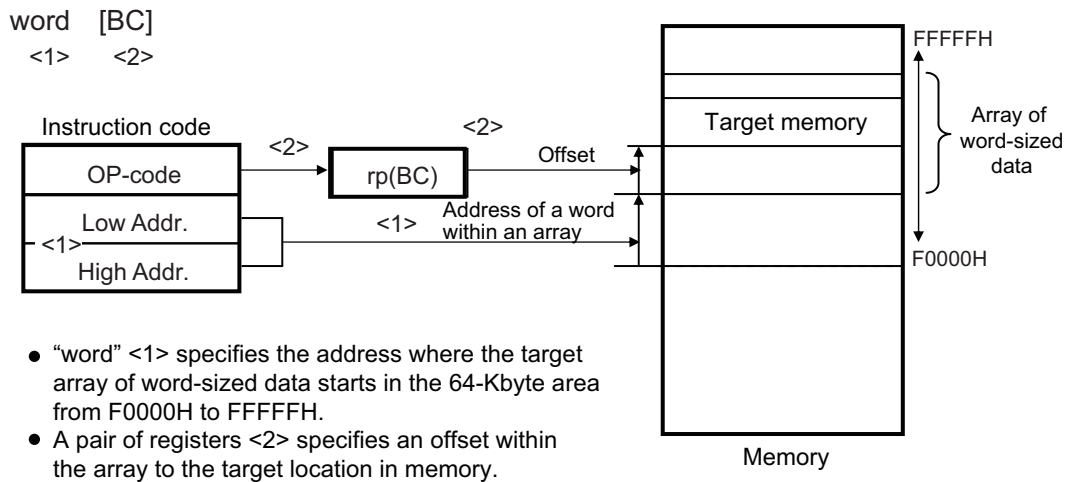 word [BC]
<1> <2>
FFFFFH
Instruction code
<2>
<2>
Offset
Target memory
Array of
word-sized
data
OP-code
rp(BC)
Low Addr.
<1>
High Addr.
<1>
Address of a word
within an array
F0000H
● “word” <1> specifies the address where the target
array of word-sized data starts in the 64-Kbyte area
from F0000H to FFFFFH.
● A pair of registers <2> specifies an offset within
the array to the target location in memory.
Memory